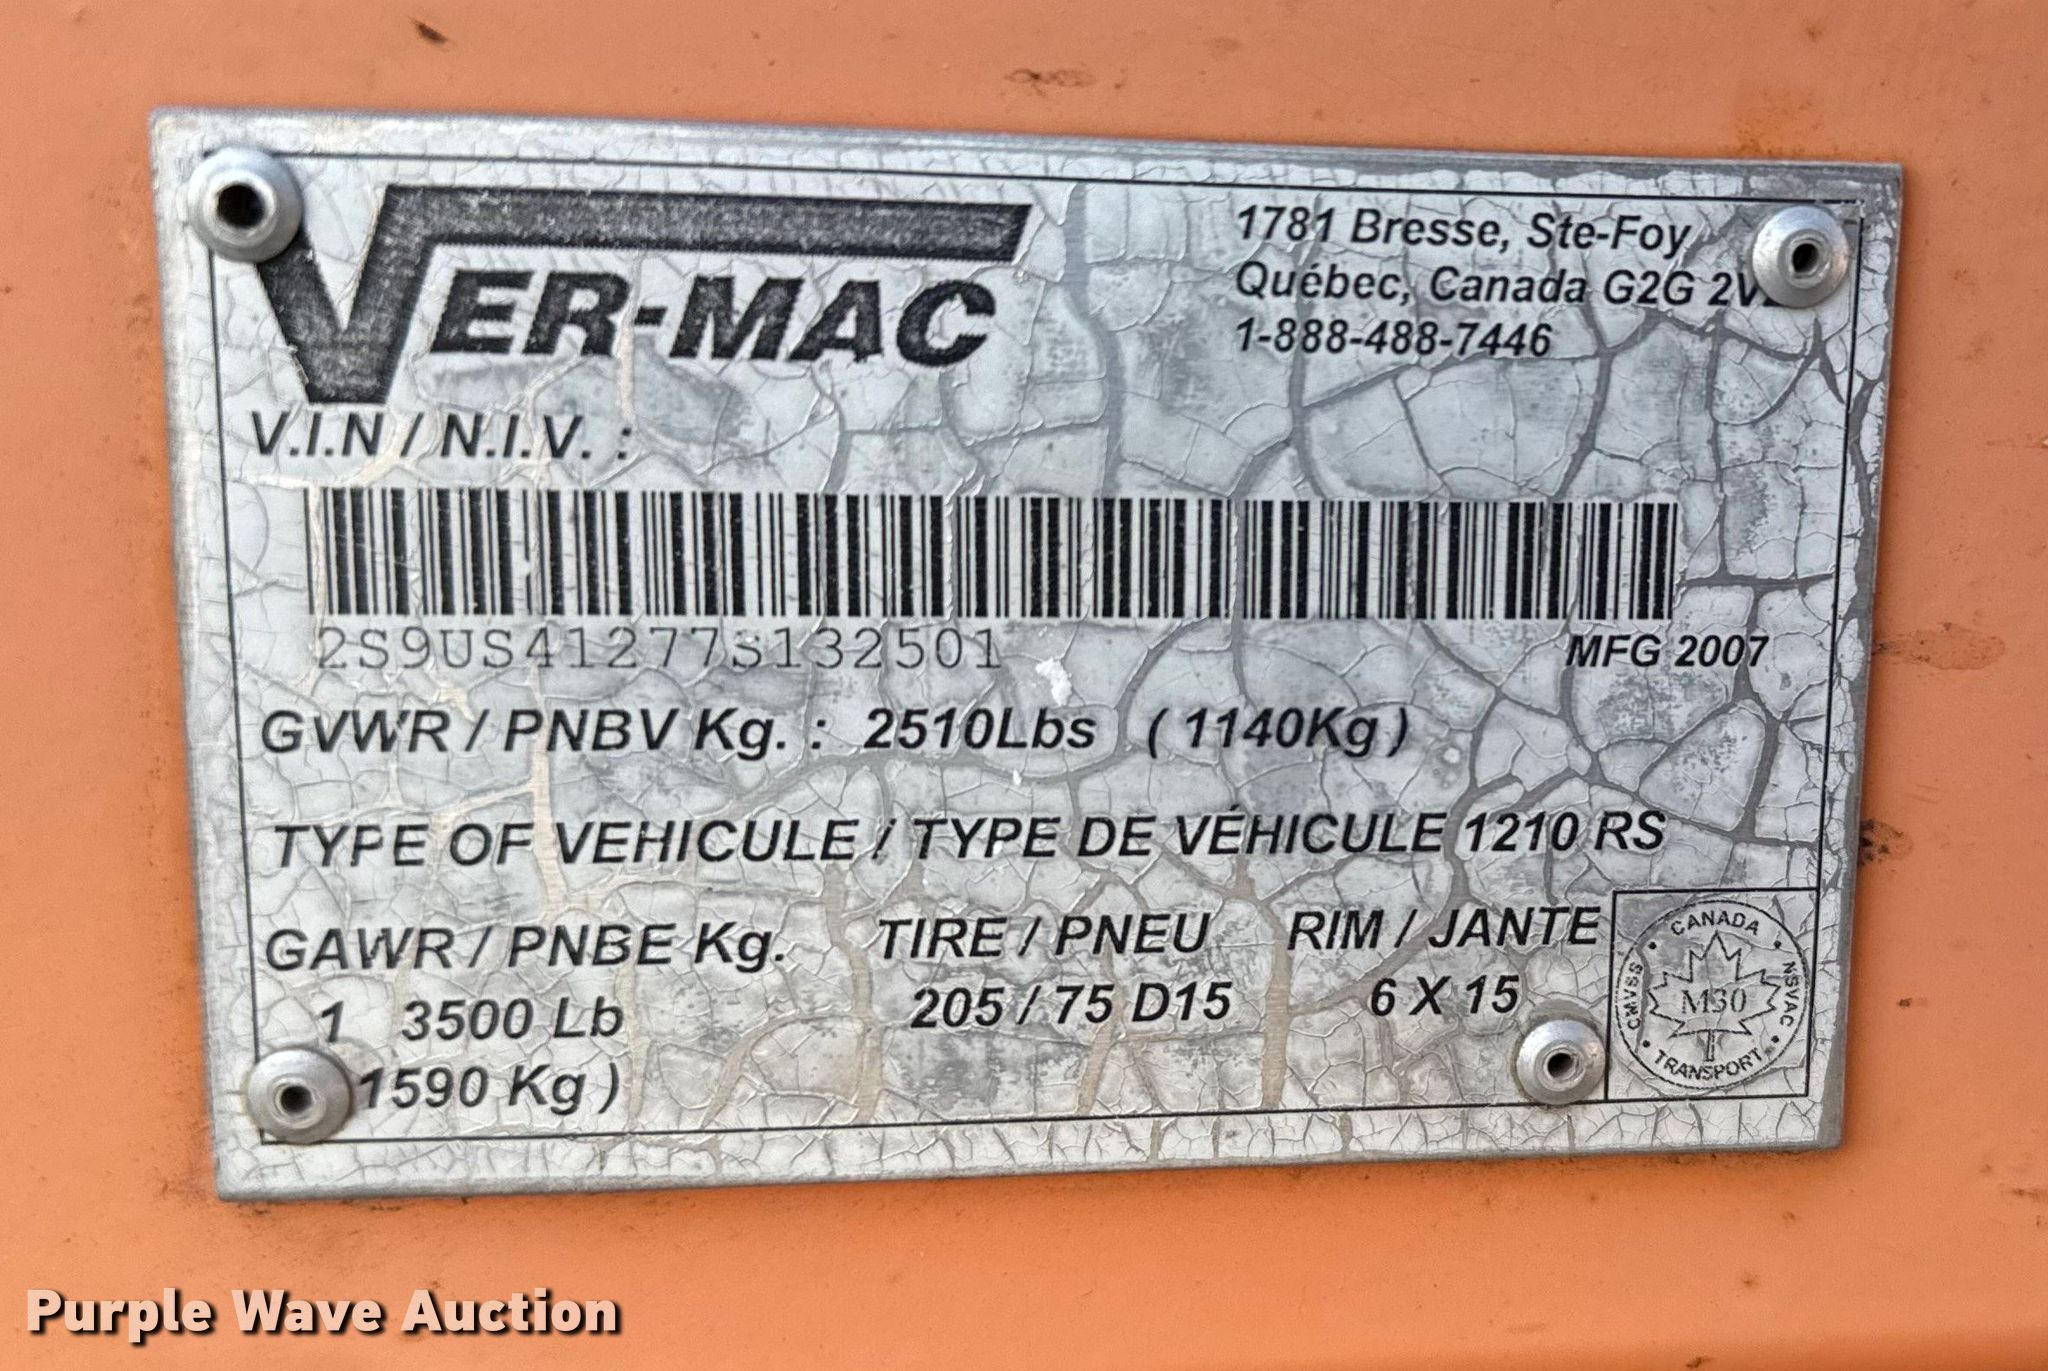 VER-MAC
1781 Bresse, Ste-Foy
Québec, Canada G2G
1-888-488-7446
V.I.N / N.I.V. :
2S9US41277S132501
MFG 2007
GVWR / PNBV Kg. : 2510Lbs ( 1140Kg )
TYPE OF VEHICULE / TYPE DE VÉHICULE 1210 RS
GAWR / PNBE Kg. TIRE / PNEU RIM / JANTE
1 3500 Lb 205 / 75 D15 6 X 15
1590 Kg )
CANADA
CMVSS
NSVAC
M30
TRANSPORT
Purple Wave Auction